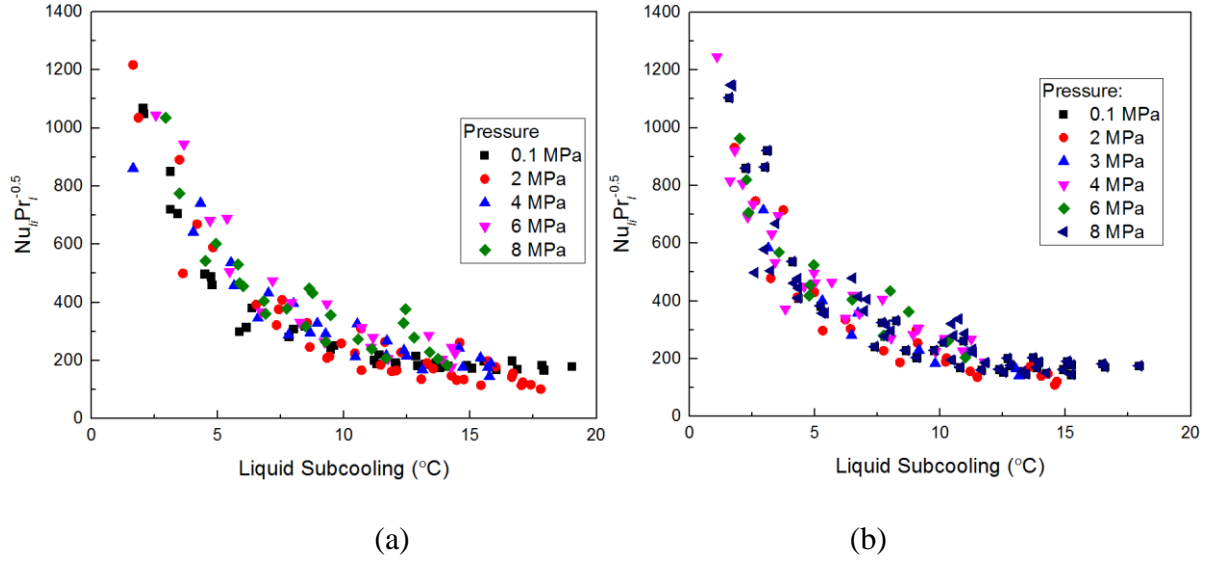 1400
1200
1000
800
600
400
200
0
Nu_li Pr_l^-0.5
Pressure
0.1 MPa
2 MPa
4 MPa
6 MPa
8 MPa
0 5 10 15 20
Liquid Subcooling (°C)
(a)
1400
1200
1000
800
600
400
200
0
Nu_li Pr_l^-0.5
Pressure:
0.1 MPa
2 MPa
3 MPa
4 MPa
6 MPa
8 MPa
0 5 10 15 20
Liquid Subcooling (°C)
(b)